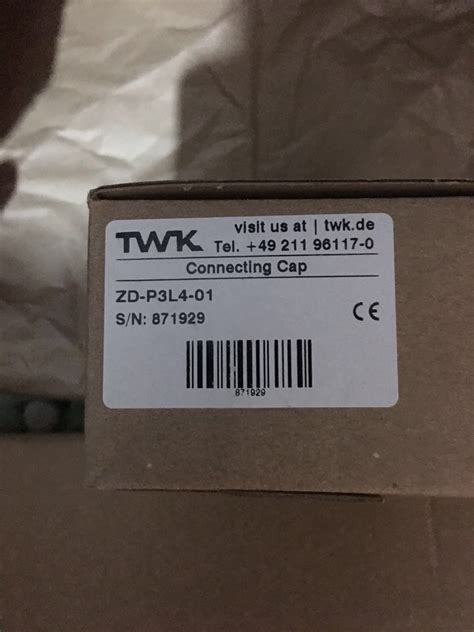 TWK
visit us at | twk.de
Tel. +49 211 96117-0
Connecting Cap
ZD-P3L4-01
S/N: 871929
CE
871929